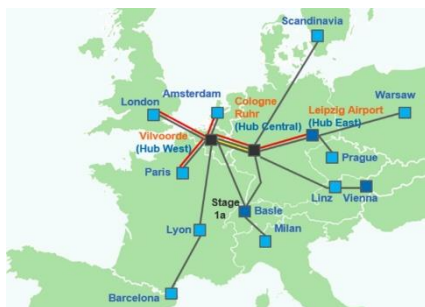 Scandinavia
Amsterdam
Cologne
Ruhr
(Hub Central)
Leipzig Airport
(Hub East)
Warsaw
London
Vilvoorde
(Hub West)
Prague
Paris
Linz
Vienna
Stage
1a
Basle
Milan
Lyon
Barcelona